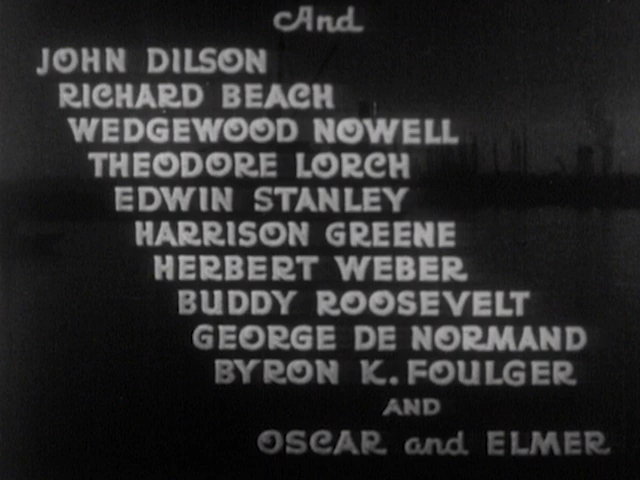 And
JOHN DILSON
RICHARD BEACH
WEDGEWOOD NOWELL
THEODORE LORCH
EDWIN STANLEY
HARRISON GREENE
HERBERT WEBER
BUDDY ROOSEVELT
GEORGE DE NORMAND
BYRON K. FOULGER
AND
OSCAR and ELMER